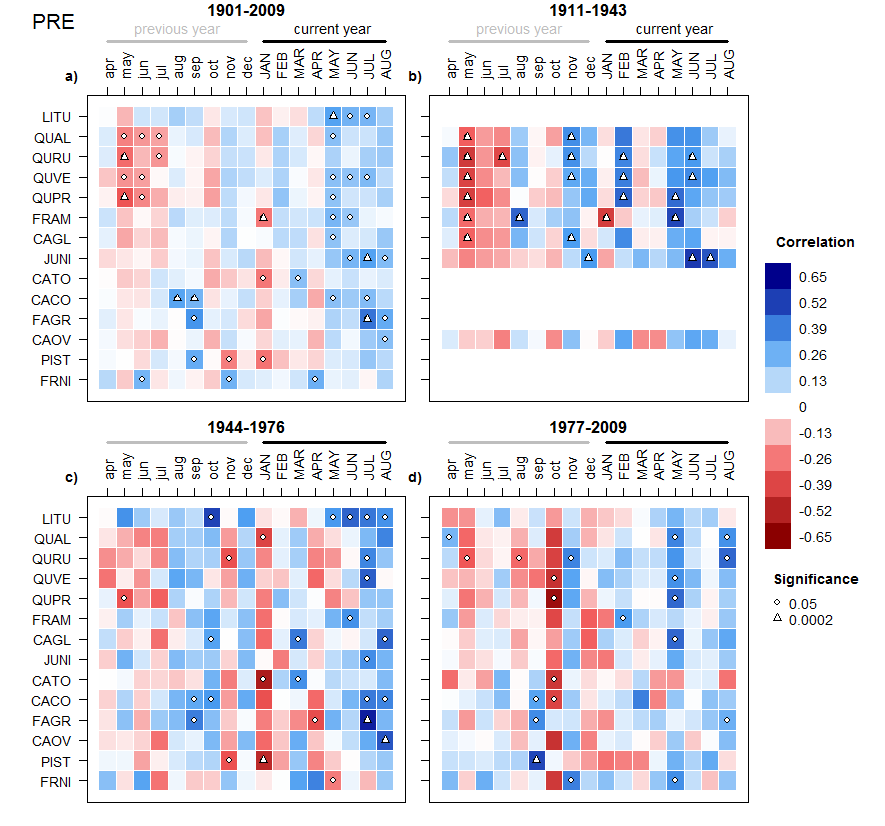 PRE
1901-2009
1911-1943
previous year current year
previous year current year
a) apr may jun jul aug sep oct nov dec JAN FEB MAR APR MAY JUN JUL AUG
b) apr may jun jul aug sep oct nov dec JAN FEB MAR APR MAY JUN JUL AUG
LITU
QUAL
QURU
QUVE
QUPR
FRAM
CAGL
JUNI
CATO
CACO
FAGR
CAOV
PIST
FRNI
Correlation
0.65
0.52
0.39
0.26
0.13
0
-0.13
-0.26
-0.39
-0.52
-0.65
Significance
0.05
0.0002
1944-1976
1977-2009
c) apr may jun jul aug sep oct nov dec JAN FEB MAR APR MAY JUN JUL AUG
d) apr may jun jul aug sep oct nov dec JAN FEB MAR APR MAY JUN JUL AUG
LITU
QUAL
QURU
QUVE
QUPR
FRAM
CAGL
JUNI
CATO
CACO
FAGR
CAOV
PIST
FRNI